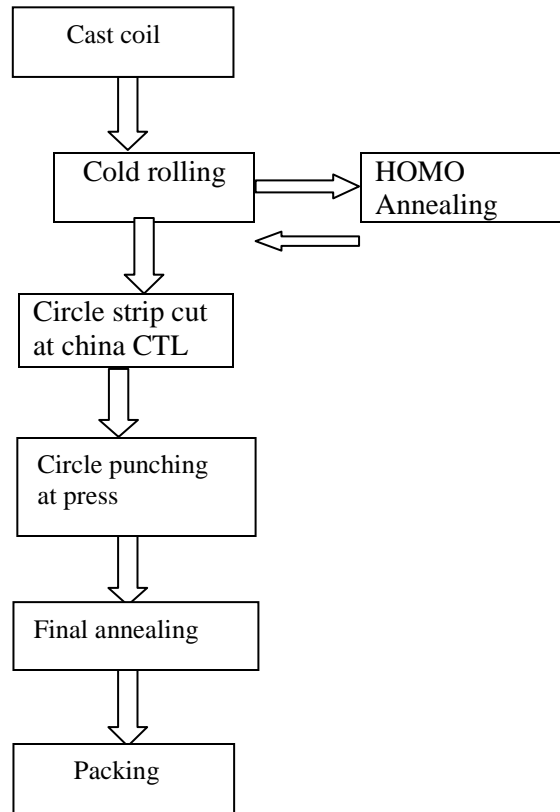 Cast coil
Cold rolling
HOMO
Annealing
Circle strip cut
at china CTL
Circle punching
at press
Final annealing
Packing